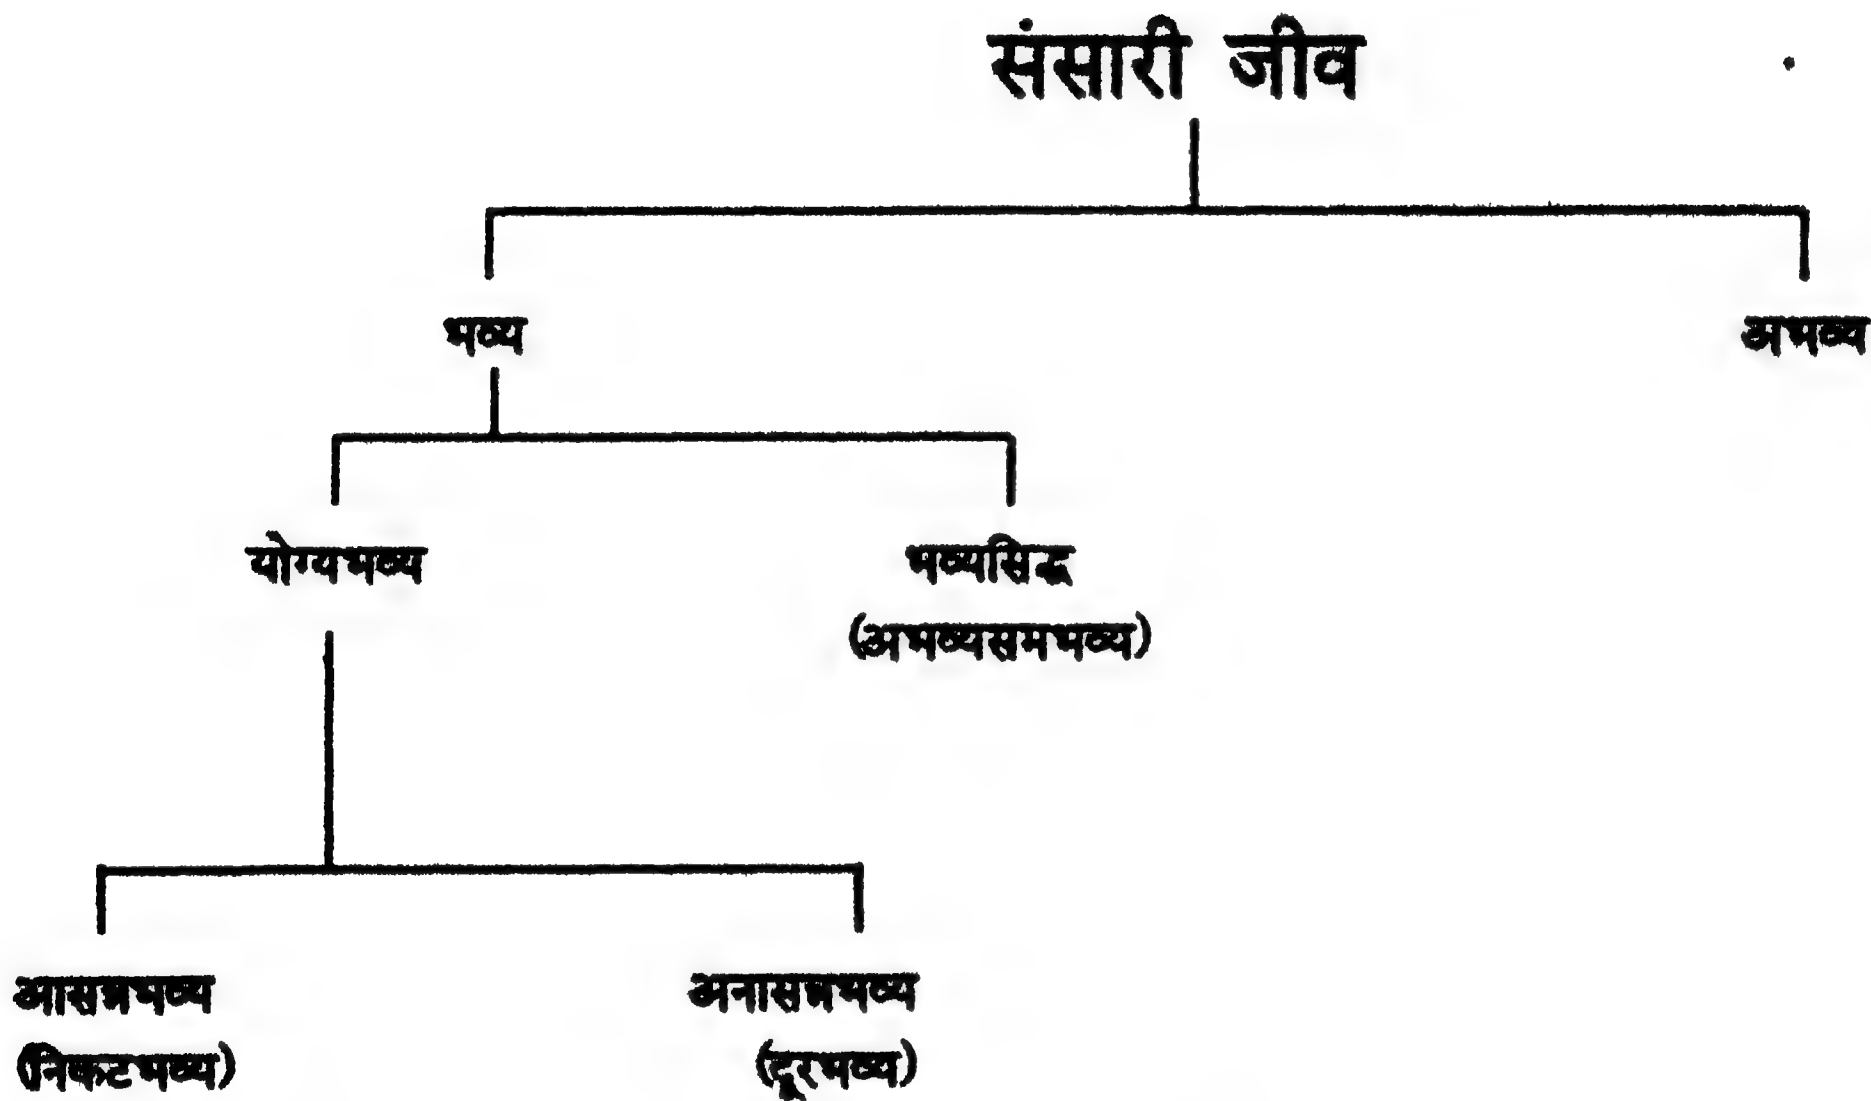 संसारी जीव
भव्य
अभव्य
योग्यभव्य
भव्यसिद्ध
(अभव्यसमभव्य)
आसन्नभव्य
(निकटभव्य)
अनासन्नभव्य
(दूरभव्य)